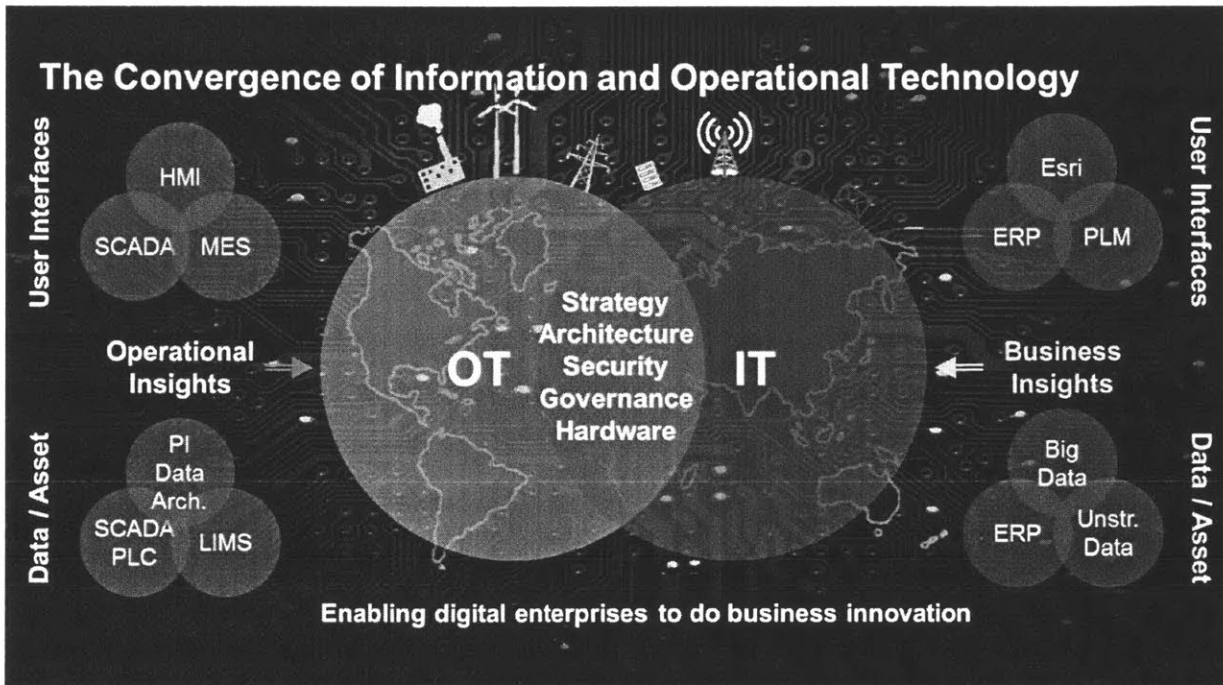 The Convergence of Information and Operational Technology
User Interfaces
HMI
SCADA
MES
Operational
Insights
Data / Asset
PI
Data
Arch.
SCADA
PLC
LIMS
OT
Strategy
Architecture
Security
Governance
Hardware
IT
User Interfaces
Esri
ERP
PLM
Business
Insights
Data / Asset
Big
Data
ERP
Unstr.
Data
Enabling digital enterprises to do business innovation